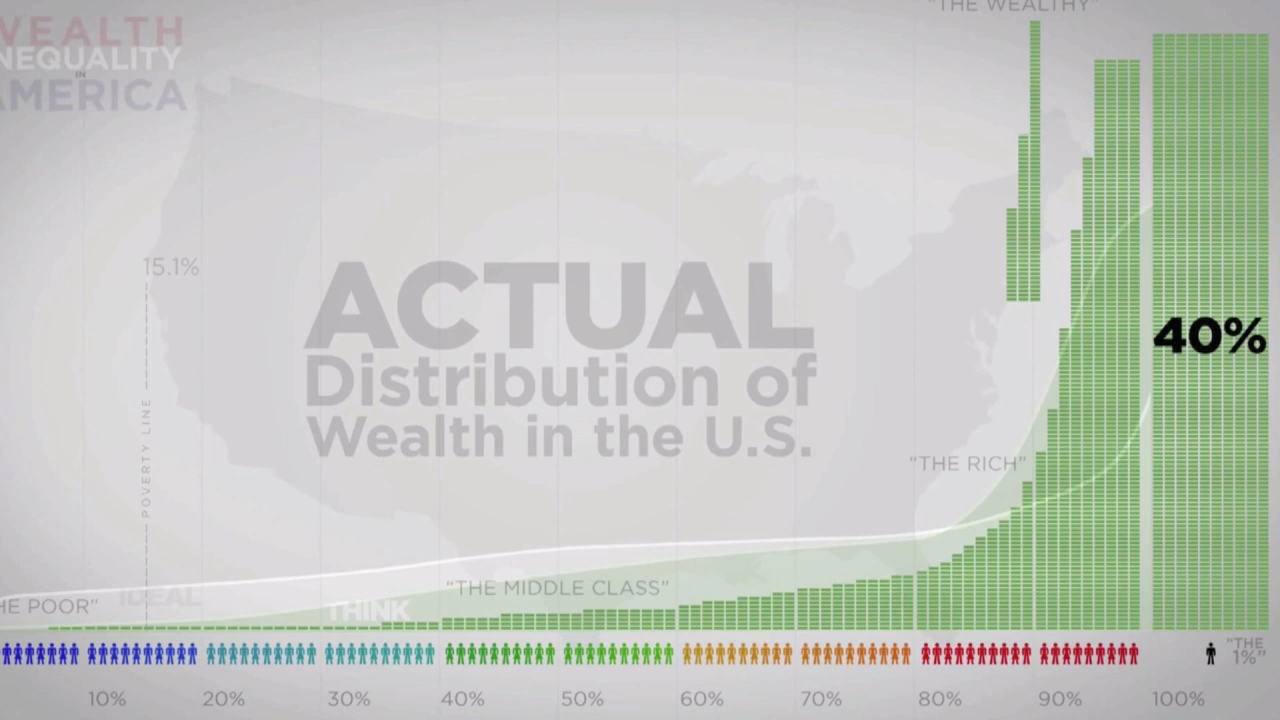 "THE WEALTHY"
WEALTH
NEQUALITY
IN
AMERICA
15.1%
ACTUAL
Distribution of
Wealth in the U.S.
40%
POVERTY LINE
"THE RICH"
"THE MIDDLE CLASS"
HE POOR"
IDEAL
THINK
"THE
1%"
10% 20% 30% 40% 50% 60% 70% 80% 90% 100%